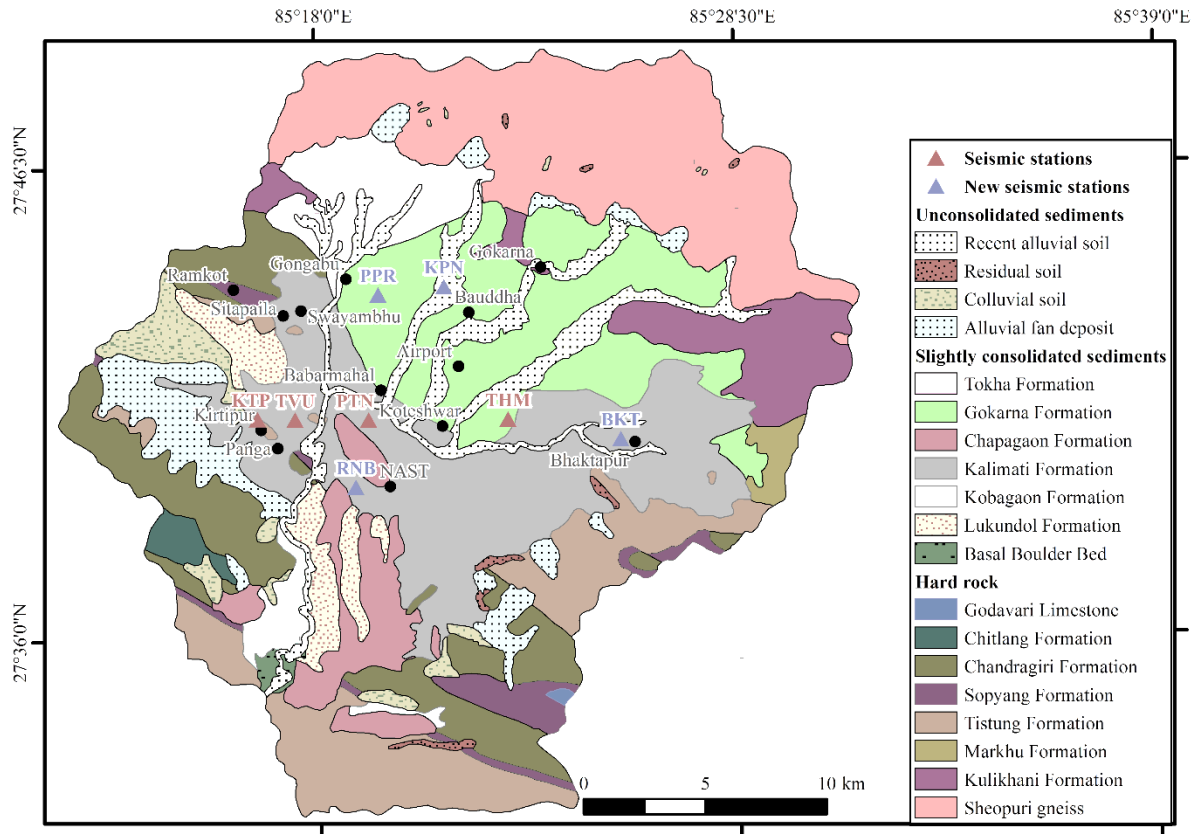 85°18'0"E
85°28'30"E
85°39'0"E
27°46'30"N
27°36'0"N
Gongabu
PPR
KPN
Gokarna
Ramkot
Bauddha
Sitapaila
Swayambhu
Airport
Babarmahal
KTP
TVU
PTN
Koteshwar
THM
Kirtipur
BKT
Panga
Bhaktapur
RNB
NAST
0
5
10 km
Seismic stations
New seismic stations
Unconsolidated sediments
Recent alluvial soil
Residual soil
Colluvial soil
Alluvial fan deposit
Slightly consolidated sediments
Tokha Formation
Gokarna Formation
Chapagaon Formation
Kalimati Formation
Kobagaon Formation
Lukundol Formation
Basal Boulder Bed
Hard rock
Godavari Limestone
Chitlang Formation
Chandragiri Formation
Sopyang Formation
Tistung Formation
Markhu Formation
Kulikhani Formation
Sheopuri gneiss